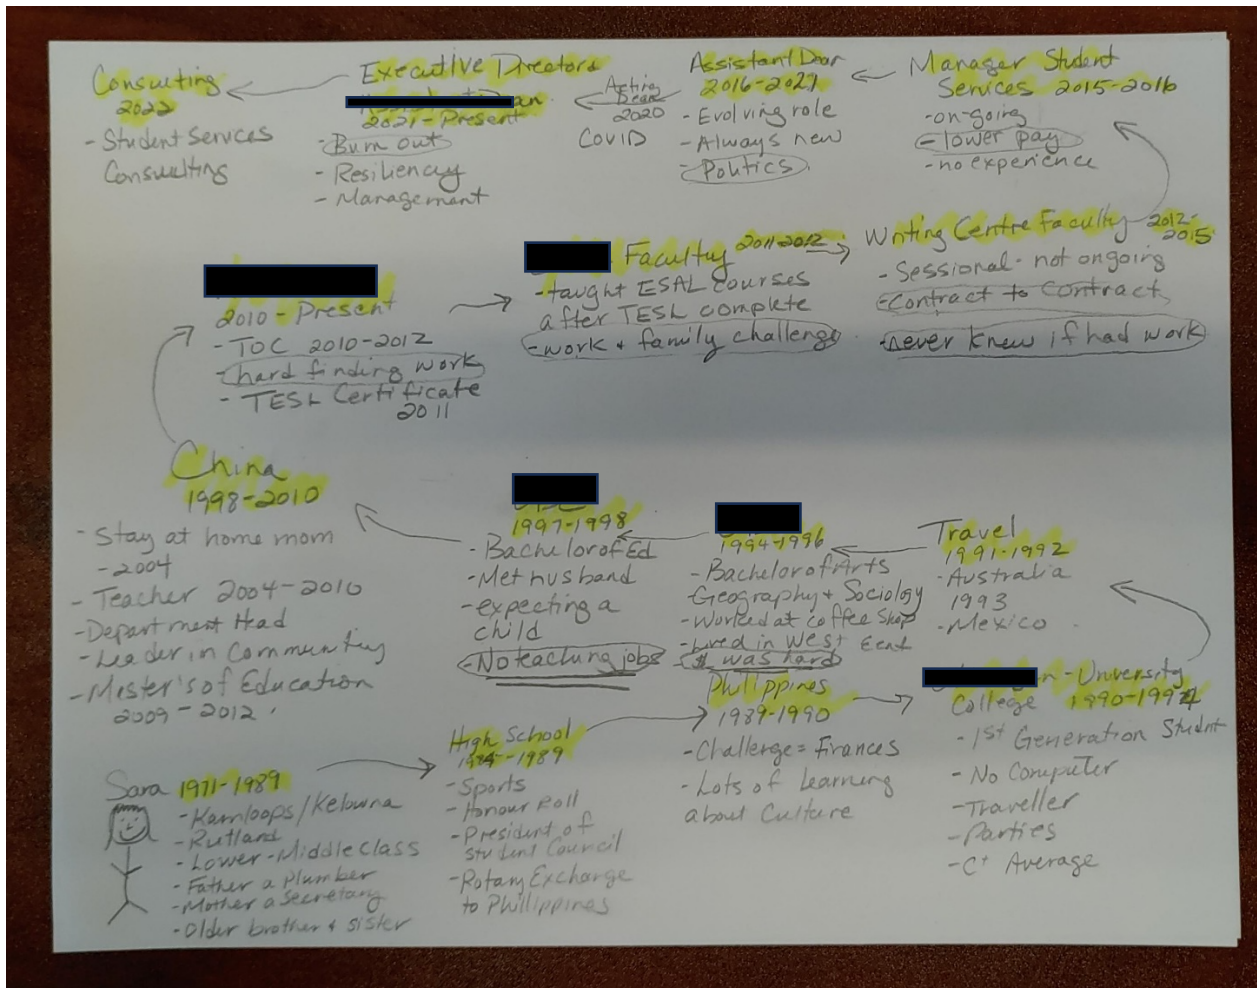 Sara 1971-1989
- Kamloops/Kelowna
- Rutland
- Lower-Middle Class
- Father a Plumber
- Mother a Secretary
- Older brother + sister
High School
-1989
- Sports
- Honour Roll
- President of
Student Council
- Rotary Exchange
to Phillippines
Philippines
1989-1990
- Challenge = Finances
- Lots of Learning
about Culture
n - University
College 1990-1994
- 1st Generation Student
- No Computer
- Traveller
- Parties
- C+ Average
Travel
1991-1992
- Australia
1993
- Mexico
1994-1996
- Bachelor of Arts
- Geography + Sociology
- Worked at coffee shop
- Lived in West End
- $ was hard
1997-1998
- Bachelor of Ed
- Met husband
- expecting a
child
- No teaching jobs
China
1998-2010
- Stay at home mom
- 2004
- Teacher 2004-2010
- Department Head
- Leader in Community
- Master's of Education
2009-2012
2010 - Present
- TOC 2010-2012
- hard finding work
- TESL Certificate
2011
Faculty 2011-2012
- taught ESAL courses
after TESL complete
- work + family challenge
Writing Centre Faculty 2012-
2015
- Sessional - not ongoing
- Contract to Contract
- never knew if had work
Manager Student
Services 2015-2016
- on-going
- lower pay
- no experience
Assistant Dean
2016-2021
- Evolving role
- Always new
- Politics
Acting
Dean
2020
COVID
Executive Directors
an
2021-Present
- Burn out
- Resiliency
- Management
Consulting
2022
- Student Services
Consulting